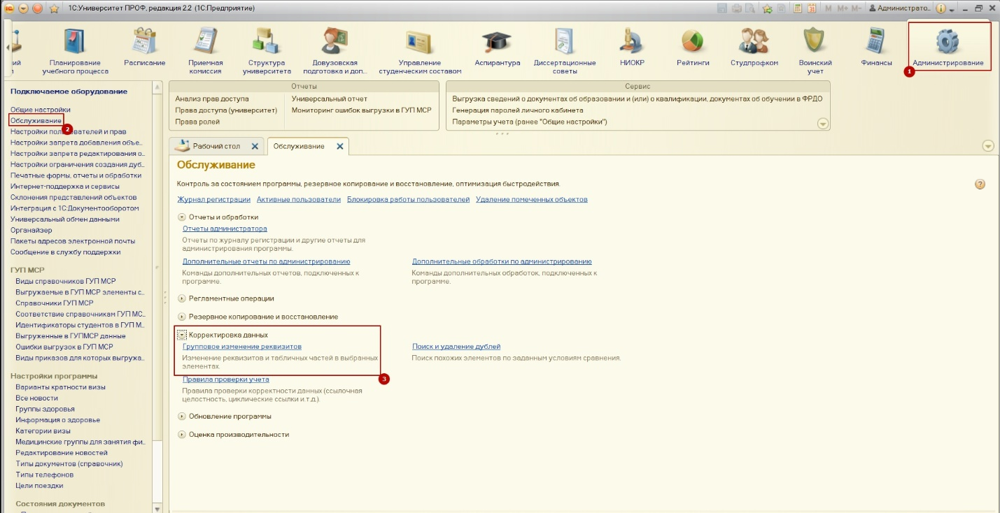 1С:Университет ПРОФ, редакция 2.2 (1С:Предприятие)
M M+ M- Администрато...
ий
Планирование
учебного процесса
Расписание
Приемная
комиссия
Структура
университета
Довузовская
подготовка и доп...
Управление
студенческим составом
Аспирантура
Диссертационные
советы
НИОКР
Рейтинги
Студпрофком
Воинский
учет
Финансы
Администрирование
1
Подключаемое оборудование
Общие настройки
Обслуживание
2
Настройки пользователей и прав
Настройки запрета добавления объе...
Настройки запрета редактирования о...
Настройки ограничения создания дуб...
Печатные формы, отчеты и обработки
Интернет-поддержка и сервисы
Склонения представлений объектов
Интеграция с 1С:Документооборотом
Универсальный обмен данными
Органайзер
Пакеты адресов электронной почты
Сообщение в службу поддержки
ГУП МСР
Виды справочников ГУП МСР
Выгружаемые в ГУП МСР элементы с...
Справочники ГУП МСР
Соответствие справочникам ГУП МС...
Идентификаторы студентов в ГУП М...
Выгруженные в ГУПМСР данные
Ошибки выгрузок в ГУП МСР
Виды приказов для которых выгружа...
Настройки программы
Варианты кратности визы
Все новости
Группы здоровья
Информация о здоровье
Категории визы
Медицинские группы для занятия фи...
Редактирование новостей
Типы документов (справочник)
Типы телефонов
Цели поездки
Состояния документов
Отчеты
Анализ прав доступа
Права доступа (университет)
Права ролей
Универсальный отчет
Мониторинг ошибок выгрузки в ГУП МСР
Сервис
Выгрузка сведений о документах об образовании и (или) о квалификации, документах об обучении в ФРДО
Генерация паролей личного кабинета
Параметры учета (ранее "Общие настройки")
Рабочий стол
Обслуживание
Обслуживание
Контроль за состоянием программы, резервное копирование и восстановление, оптимизация быстродействия.
Журнал регистрации Активные пользователи Блокировка работы пользователей Удаление помеченных объектов
Отчеты и обработки
Отчеты администратора
Отчеты по журналу регистрации и другие отчеты для
администрирования программы.
Дополнительные отчеты по администрированию
Команды дополнительных отчетов, подключенных к
программе.
Дополнительные обработки по администрированию
Команды дополнительных обработок, подключенных к
программе.
Регламентные операции
Резервное копирование и восстановление
Корректировка данных
Групповое изменение реквизитов
Изменение реквизитов и табличных частей в выбранных
элементах.
Поиск и удаление дублей
Поиск похожих элементов по заданным условиям сравнения.
3
Правила проверки учета
Правила проверки корректности данных (ссылочная
целостность, циклические ссылки и.т.д.).
Обновление программы
Оценка производительности